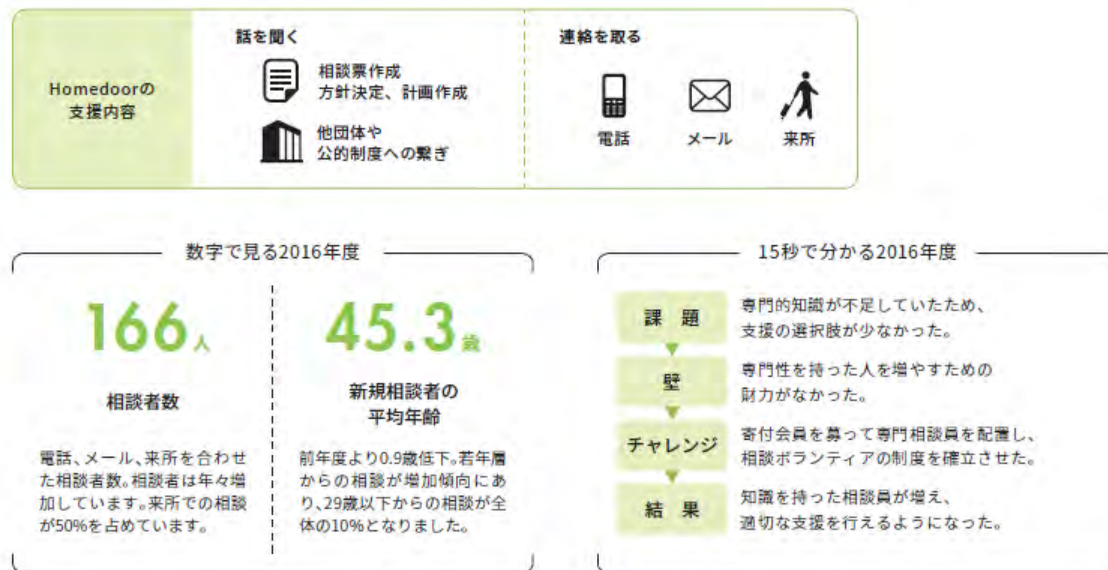 Homedoorの
支援内容
話を聞く
相談票作成
方針決定、計画作成
他団体や
公的制度への繋ぎ
連絡を取る
電話
メール
来所
数字で見る2016年度
166人
相談者数
電話、メール、来所を合わせ
た相談者数。相談者は年々増
加しています。来所での相談
が50%を占めています。
45.3歳
新規相談者の
平均年齢
前年度より0.9歳低下。若年層
からの相談が増加傾向にあ
り、29歳以下からの相談が全
体の10%となりました。
15秒で分かる2016年度
課 題
専門的知識が不足していたため、
支援の選択肢が少なかった。
壁
専門性を持った人を増やすための
財力がなかった。
チャレンジ
寄付会員を募って専門相談員を配置し、
相談ボランティアの制度を確立させた。
結 果
知識を持った相談員が増え、
適切な支援を行えるようになった。